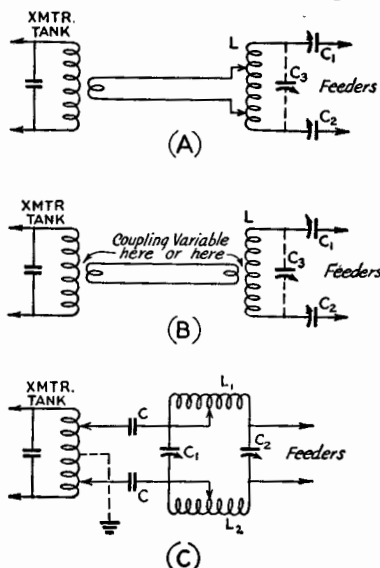 XMTR.
TANK
L
C1
C3
Feeders
C2
(A)
XMTR.
TANK
Coupling Variable
here or here
L
C1
C3
Feeders
C2
(B)
XMTR.
TANK
L1
C
C1
C2
Feeders
C
L2
(C)